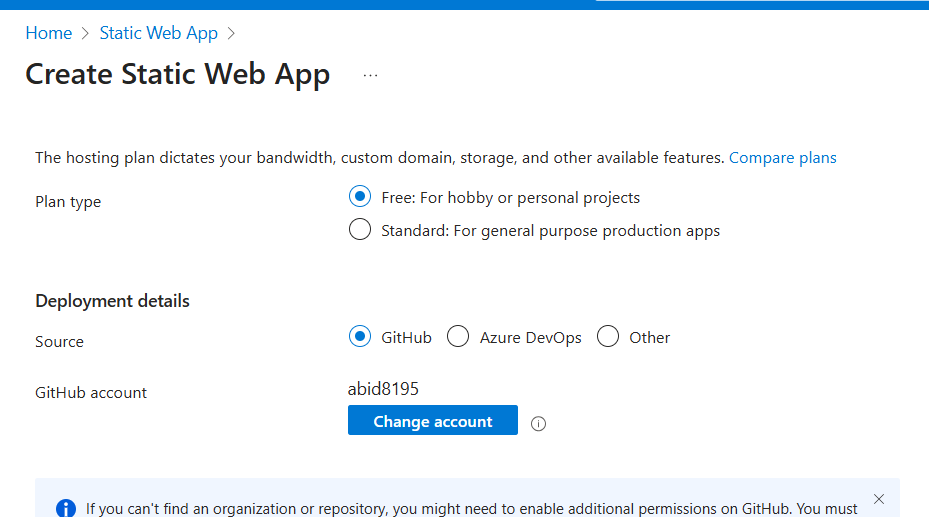 Home > Static Web App >
Create Static Web App ...
The hosting plan dictates your bandwidth, custom domain, storage, and other available features. Compare plans
Plan type
Free: For hobby or personal projects
Standard: For general purpose production apps
Deployment details
Source
GitHub
Azure DevOps
Other
GitHub account
abid8195
Change account
If you can't find an organization or repository, you might need to enable additional permissions on GitHub. You must